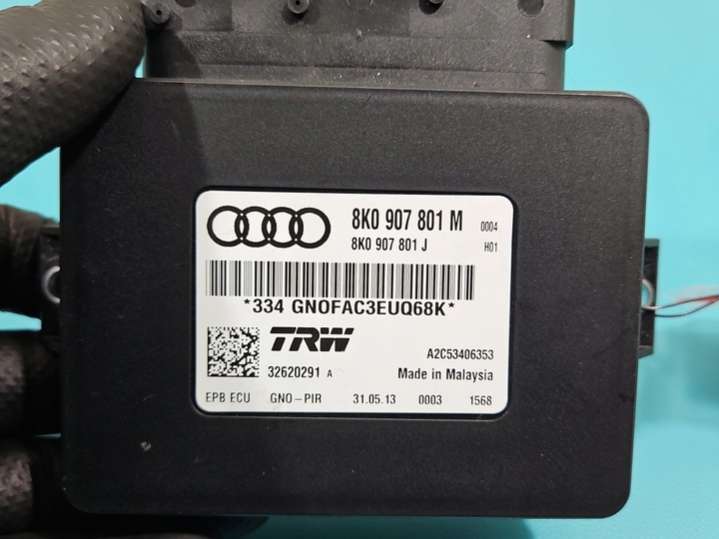 8K0 907 801 M 0004
8K0 907 801 J H01
*334 GNOFAC3EUQ68K*
TRW A2C53406353
32620291 A Made in Malaysia
EPB ECU GNO-PIR 31.05.13 0003 1568